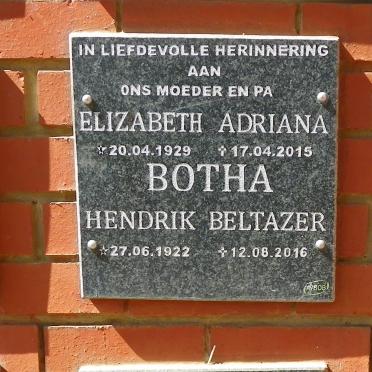 IN LIEFDEVOLLE HERINNERING
AAN
ONS MOEDER EN PA
ELIZABETH ADRIANA
☆20.04.1929 ✝17.04.2015
BOTHA
HENDRIK BELTAZER
☆27.06.1922 ✝12.08.2016